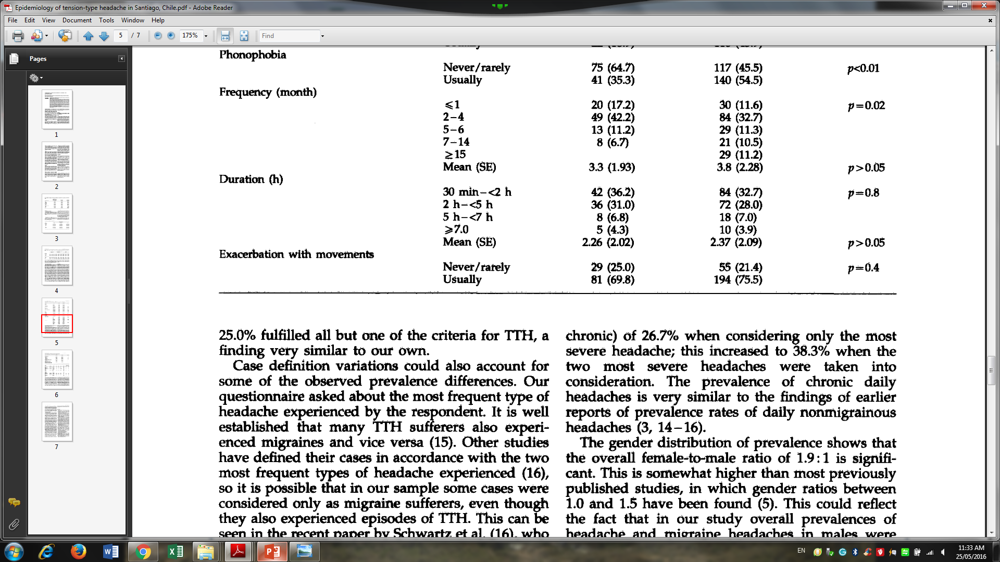 Epidemiology of tension-type headache in Santiago, Chile.pdf - Adobe Reader
File Edit View Document Tools Window Help
5 / 7 175% Find
Pages
1
2
3
4
5
6
7
Phonophobia
Never/rarely 75 (64.7) 117 (45.5) p<0.01
Usually 41 (35.3) 140 (54.5)
Frequency (month)
⩽1 20 (17.2) 30 (11.6) p=0.02
2–4 49 (42.2) 84 (32.7)
5–6 13 (11.2) 29 (11.3)
7–14 8 (6.7) 21 (10.5)
≥15 29 (11.2)
Mean (SE) 3.3 (1.93) 3.8 (2.28) p>0.05
Duration (h)
30 min–<2 h 42 (36.2) 84 (32.7) p=0.8
2 h–<5 h 36 (31.0) 72 (28.0)
5 h–<7 h 8 (6.8) 18 (7.0)
⩾7.0 5 (4.3) 10 (3.9)
Mean (SE) 2.26 (2.02) 2.37 (2.09) p>0.05
Exacerbation with movements
Never/rarely 29 (25.0) 55 (21.4) p=0.4
Usually 81 (69.8) 194 (75.5)
25.0% fulfilled all but one of the criteria for TTH, a
finding very similar to our own.
Case definition variations could also account for
some of the observed prevalence differences. Our
questionnaire asked about the most frequent type of
headache experienced by the respondent. It is well
established that many TTH sufferers also experi-
enced migraines and vice versa (15). Other studies
have defined their cases in accordance with the two
most frequent types of headache experienced (16),
so it is possible that in our sample some cases were
considered only as migraine sufferers, even though
they also experienced episodes of TTH. This can be
seen in the recent paper by Schwartz et al. (16), who
chronic) of 26.7% when considering only the most
severe headache; this increased to 38.3% when the
two most severe headaches were taken into
consideration. The prevalence of chronic daily
headaches is very similar to the findings of earlier
reports of prevalence rates of daily nonmigrainous
headaches (3, 14–16).
The gender distribution of prevalence shows that
the overall female-to-male ratio of 1.9:1 is signifi-
cant. This is somewhat higher than most previously
published studies, in which gender ratios between
1.0 and 1.5 have been found (5). This could reflect
the fact that in our study overall prevalences of
headache and migraine headaches in males were
EN
11:33 AM
25/05/2016